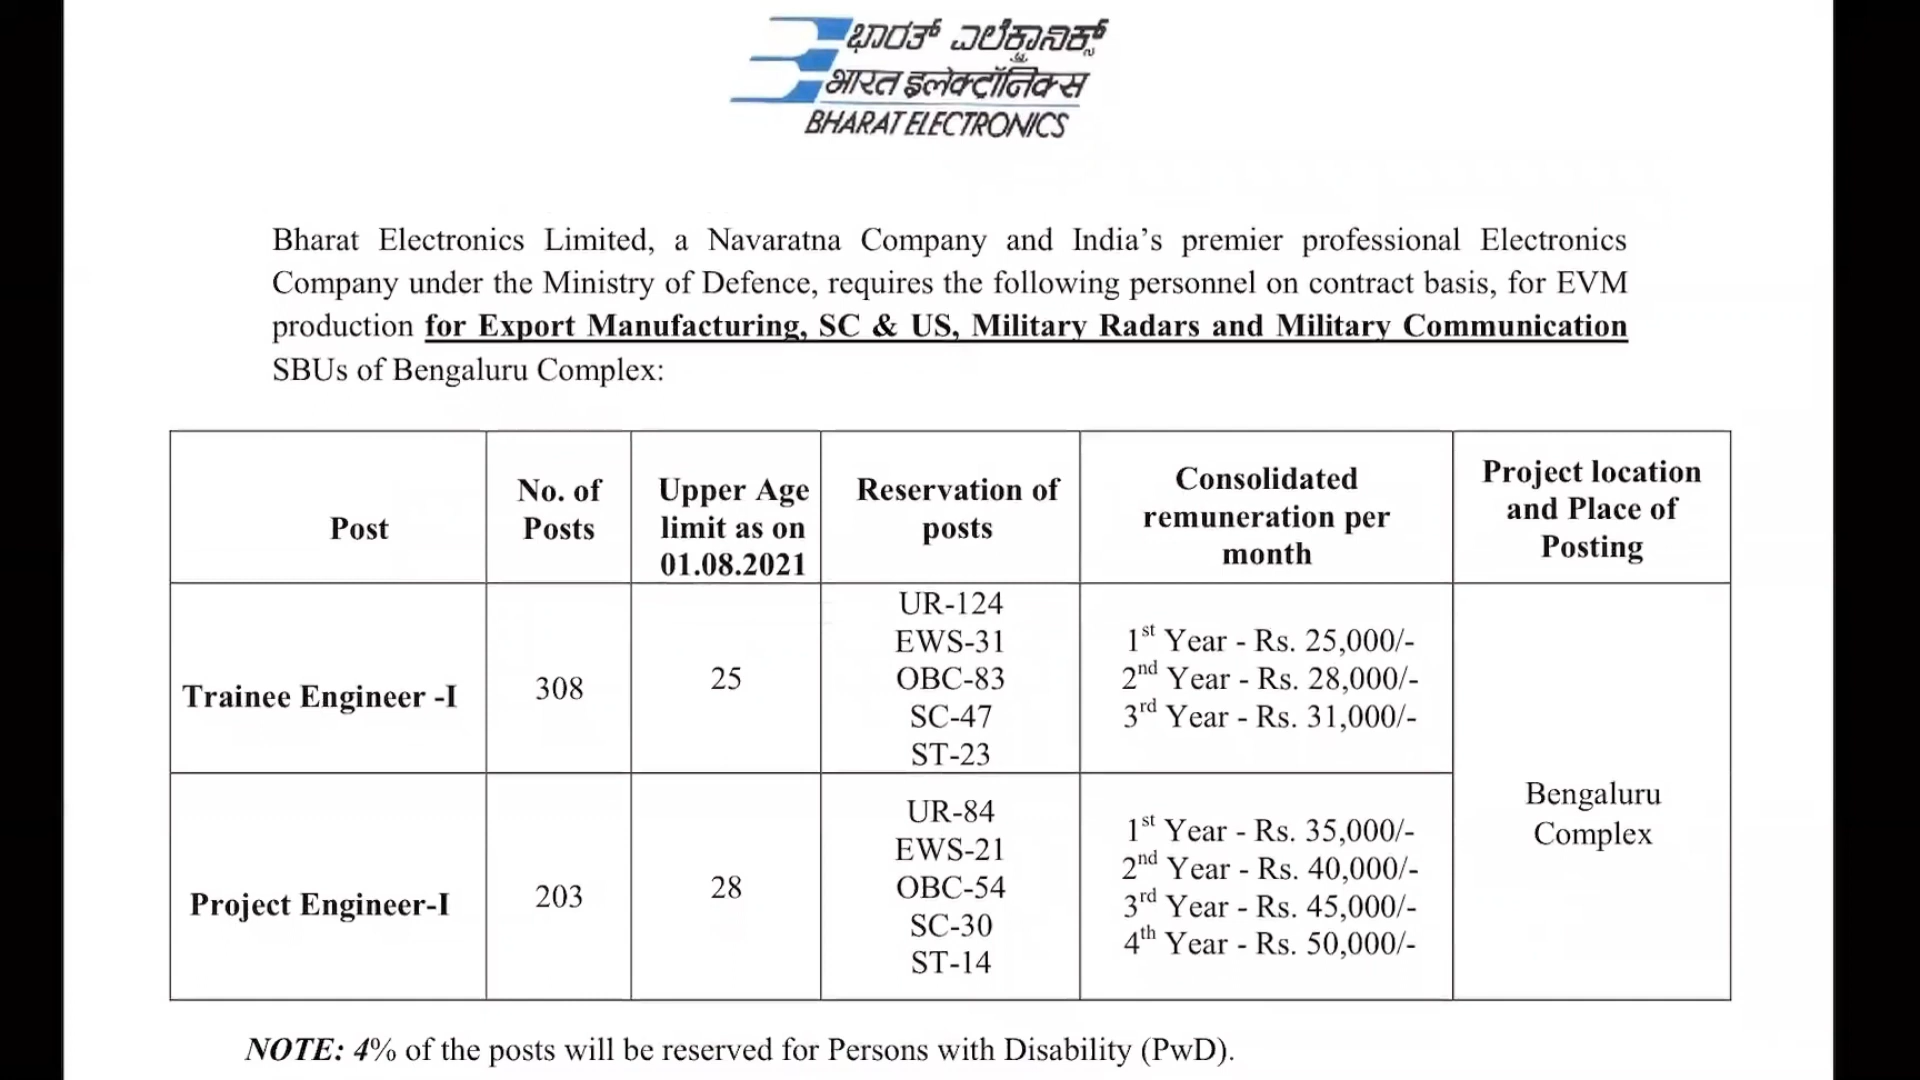 ಭಾರತ್ ಎಲೆಕ್ಟ್ರಾನಿಕ್ಸ್
भारत इलेक्ट्रॉनिक्स
BHARAT ELECTRONICS
Bharat Electronics Limited, a Navaratna Company and India’s premier professional Electronics
Company under the Ministry of Defence, requires the following personnel on contract basis, for EVM
production for Export Manufacturing, SC & US, Military Radars and Military Communication
SBUs of Bengaluru Complex:
Post
No. of
Posts
Upper Age
limit as on
01.08.2021
Reservation of
posts
Consolidated
remuneration per
month
Project location
and Place of
Posting
Trainee Engineer -I
308
25
UR-124
EWS-31
OBC-83
SC-47
ST-23
1st Year - Rs. 25,000/-
2nd Year - Rs. 28,000/-
3rd Year - Rs. 31,000/-
Bengaluru
Complex
Project Engineer-I
203
28
UR-84
EWS-21
OBC-54
SC-30
ST-14
1st Year - Rs. 35,000/-
2nd Year - Rs. 40,000/-
3rd Year - Rs. 45,000/-
4th Year - Rs. 50,000/-
NOTE: 4% of the posts will be reserved for Persons with Disability (PwD).